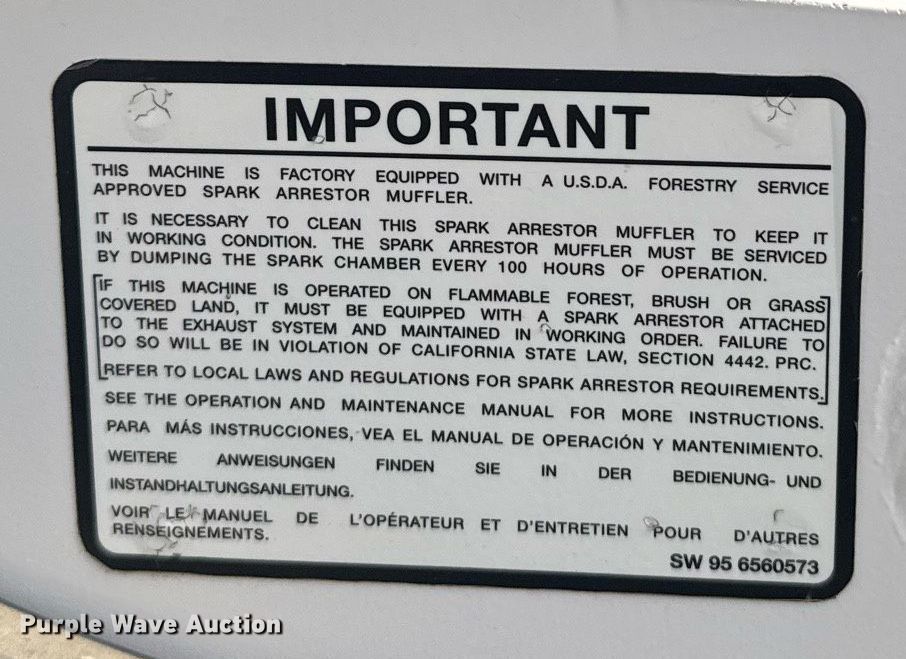 IMPORTANT
THIS MACHINE IS FACTORY EQUIPPED WITH A U.S.D.A. FORESTRY SERVICE
APPROVED SPARK ARRESTOR MUFFLER.
IT IS NECESSARY TO CLEAN THIS SPARK ARRESTOR MUFFLER TO KEEP IT
IN WORKING CONDITION. THE SPARK ARRESTOR MUFFLER MUST BE SERVICED
BY DUMPING THE SPARK CHAMBER EVERY 100 HOURS OF OPERATION.
IF THIS MACHINE IS OPERATED ON FLAMMABLE FOREST, BRUSH OR GRASS
COVERED LAND, IT MUST BE EQUIPPED WITH A SPARK ARRESTOR ATTACHED
TO THE EXHAUST SYSTEM AND MAINTAINED IN WORKING ORDER. FAILURE TO
DO SO WILL BE IN VIOLATION OF CALIFORNIA STATE LAW, SECTION 4442. PRC.
REFER TO LOCAL LAWS AND REGULATIONS FOR SPARK ARRESTOR REQUIREMENTS.
SEE THE OPERATION AND MAINTENANCE MANUAL FOR MORE INSTRUCTIONS.
PARA MÁS INSTRUCCIONES, VEA EL MANUAL DE OPERACIÓN Y MANTENIMIENTO.
WEITERE ANWEISUNGEN FINDEN SIE IN DER BEDIENUNG- UND
INSTANDHALTUNGSANLEITUNG.
VOIR LE MANUEL DE L'OPÉRATEUR ET D'ENTRETIEN POUR D'AUTRES
RENSEIGNEMENTS.
SW 95 6560573
Purple Wave Auction